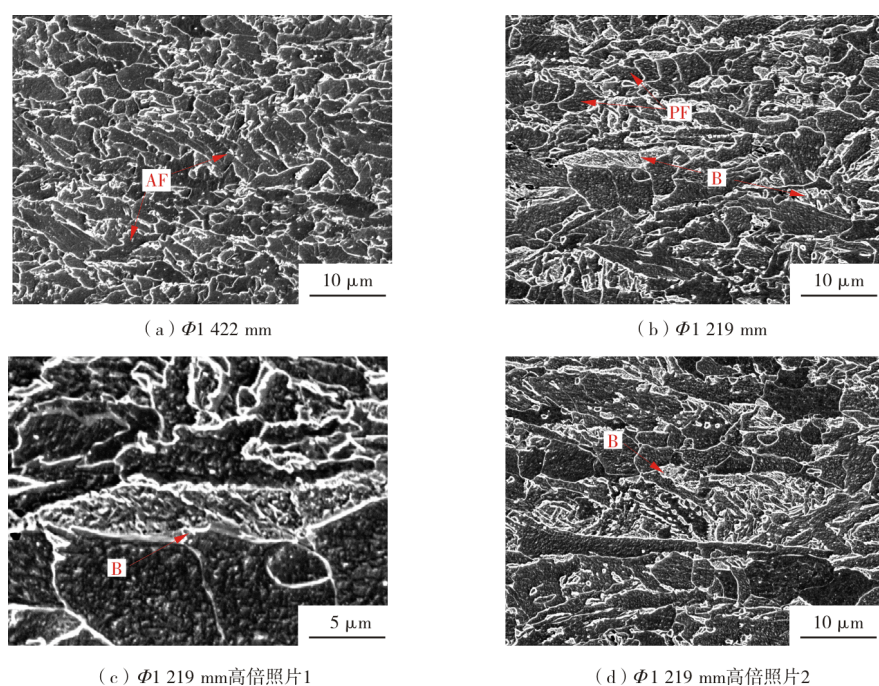 AF
10 μm
(a) Φ1 422 mm
PF
B
10 μm
(b) Φ1 219 mm
B
5 μm
(c) Φ1 219 mm高倍照片1
B
10 μm
(d) Φ1 219 mm高倍照片2